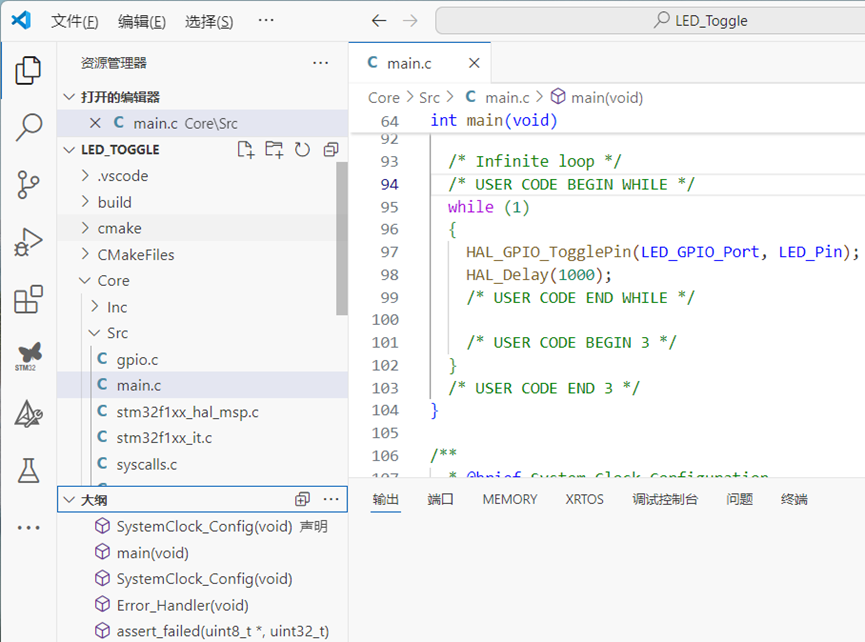 文件(F) 编辑(E) 选择(S) ··· LED_Toggle
资源管理器 ···
打开的编辑器
main.c Core\Src
LED_TOGGLE
.vscode
build
cmake
CMakeFiles
Core
Inc
Src
gpio.c
main.c
stm32f1xx_hal_msp.c
stm32f1xx_it.c
syscalls.c
STM32
大纲 ···
SystemClock_Config(void) 声明
main(void)
SystemClock_Config(void)
Error_Handler(void)
assert_failed(uint8_t *, uint32_t)
C main.c
Core > Src > C main.c > main(void)
64 int main(void)
92
93 /* Infinite loop */
94 /* USER CODE BEGIN WHILE */
95 while (1)
96 {
97 HAL_GPIO_TogglePin(LED_GPIO_Port, LED_Pin);
98 HAL_Delay(1000);
99 /* USER CODE END WHILE */
100
101 /* USER CODE BEGIN 3 */
102 }
103 /* USER CODE END 3 */
104 }
105
106 /**
107 * @brief System Clock Configuration
输出 端口 MEMORY XRTOS 调试控制台 问题 终端